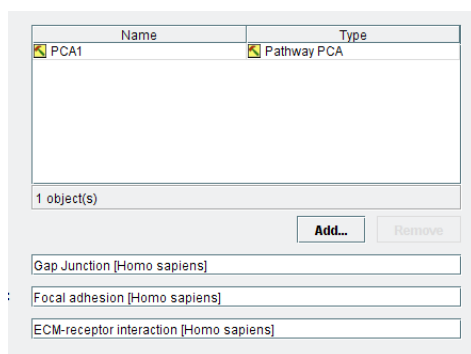 Name Type
PCA1 Pathway PCA
1 object(s)
Add... Remove
Gap Junction [Homo sapiens]
:
Focal adhesion [Homo sapiens]
ECM-receptor interaction [Homo sapiens]